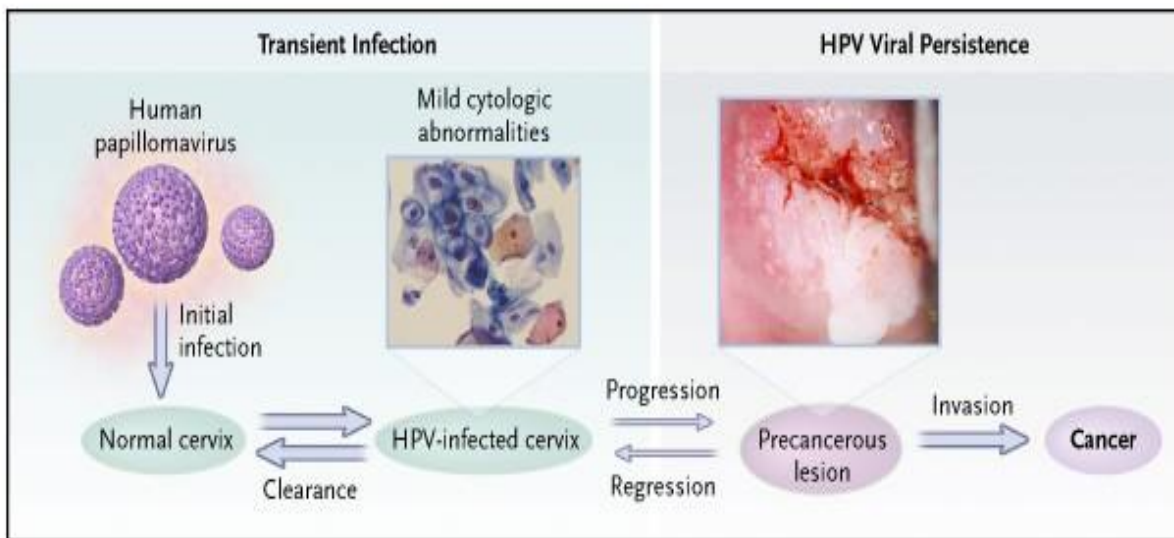 Transient Infection
HPV Viral Persistence
Human
papillomavirus
Mild cytologic
abnormalities
Initial
infection
Normal cervix
Clearance
HPV-infected cervix
Progression
Regression
Precancerous
lesion
Invasion
Cancer